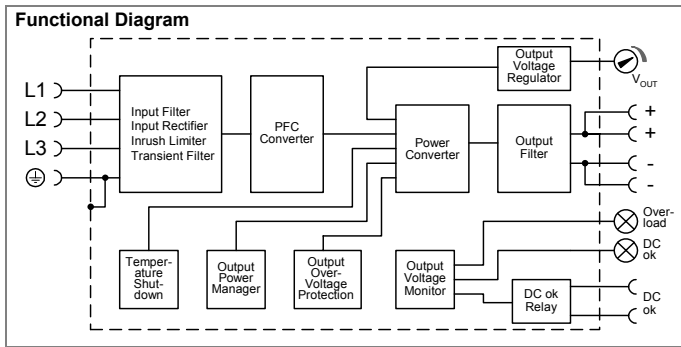 Functional Diagram
L1
L2
L3
Input Filter
Input Rectifier
Inrush Limiter
Transient Filter
PFC
Converter
Power
Converter
Output
Voltage
Regulator
VOUT
Output
Filter
+
+
-
-
Temper-
ature
Shut-
down
Output
Power
Manager
Output
Over-
Voltage
Protection
Output
Voltage
Monitor
DC ok
Relay
Over-
load
DC
ok
DC
ok